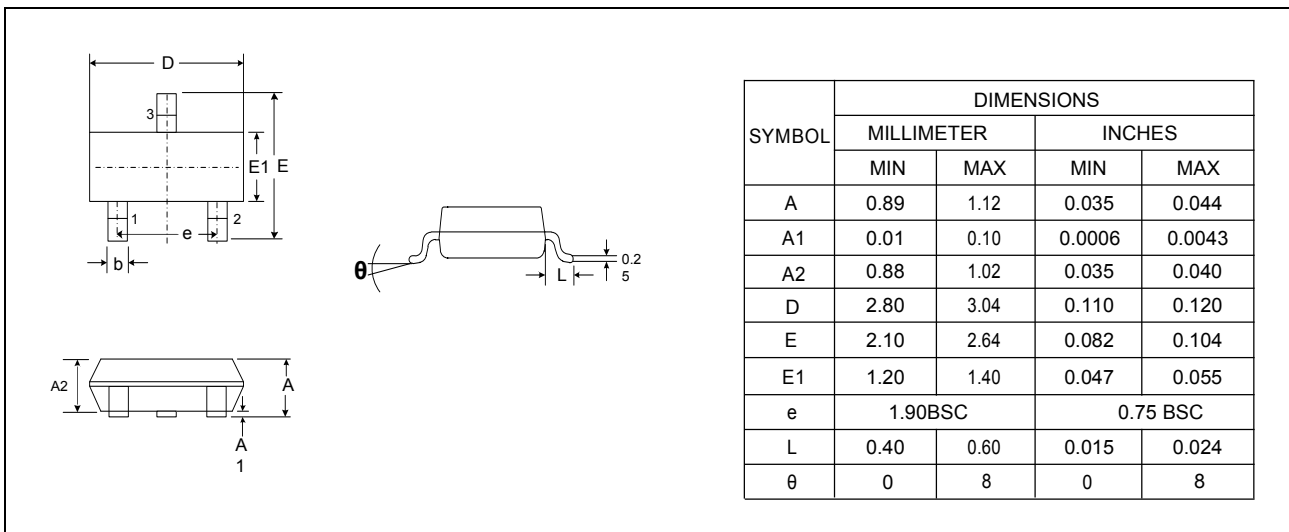 D
3
E1 E
1
2
e
b
A2
A
A
1
θ
L
0.2
5
DIMENSIONS
SYMBOL MILLIMETER INCHES
MIN MAX MIN MAX
A 0.89 1.12 0.035 0.044
A1 0.01 0.10 0.0006 0.0043
A2 0.88 1.02 0.035 0.040
D 2.80 3.04 0.110 0.120
E 2.10 2.64 0.082 0.104
E1 1.20 1.40 0.047 0.055
e 1.90BSC 0.75 BSC
L 0.40 0.60 0.015 0.024
θ 0 8 0 8